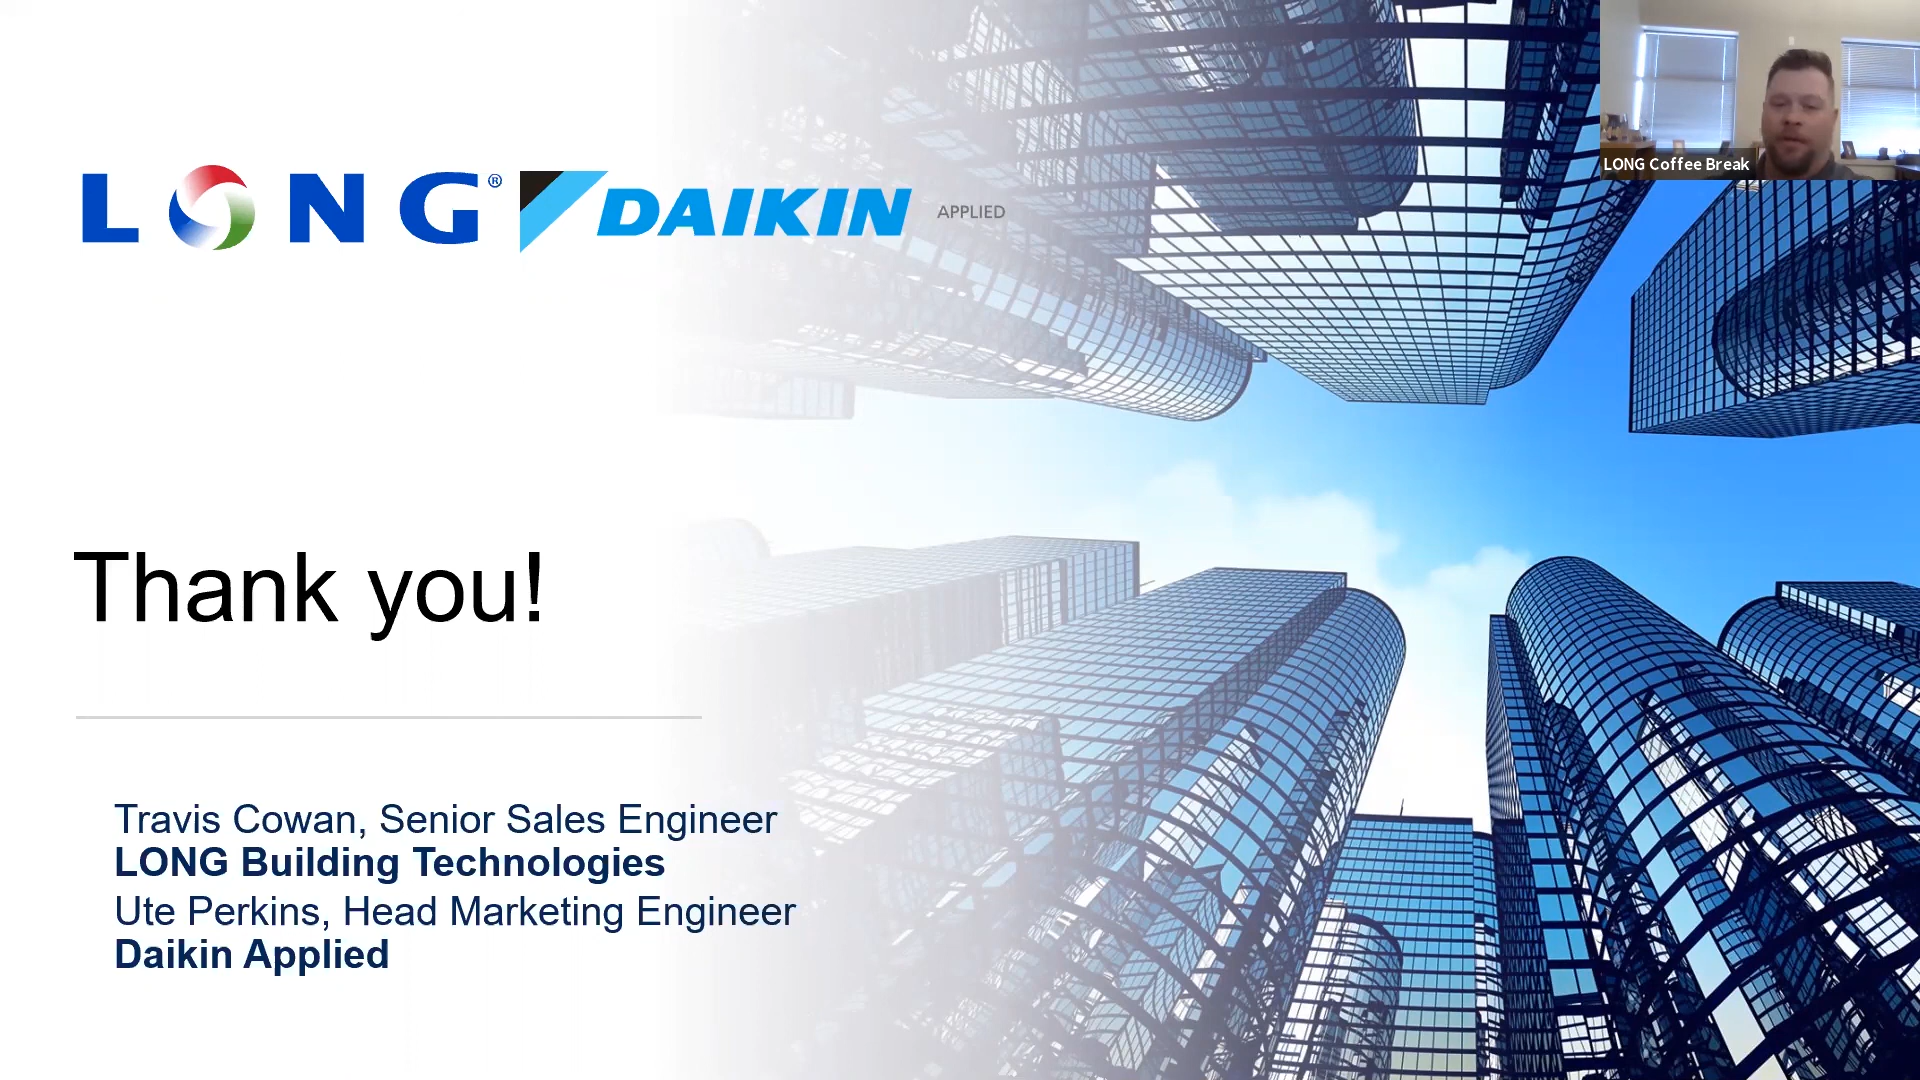 LONG®
DAIKIN APPLIED
LONG Coffee Break
Thank you!
Travis Cowan, Senior Sales Engineer
LONG Building Technologies
Ute Perkins, Head Marketing Engineer
Daikin Applied